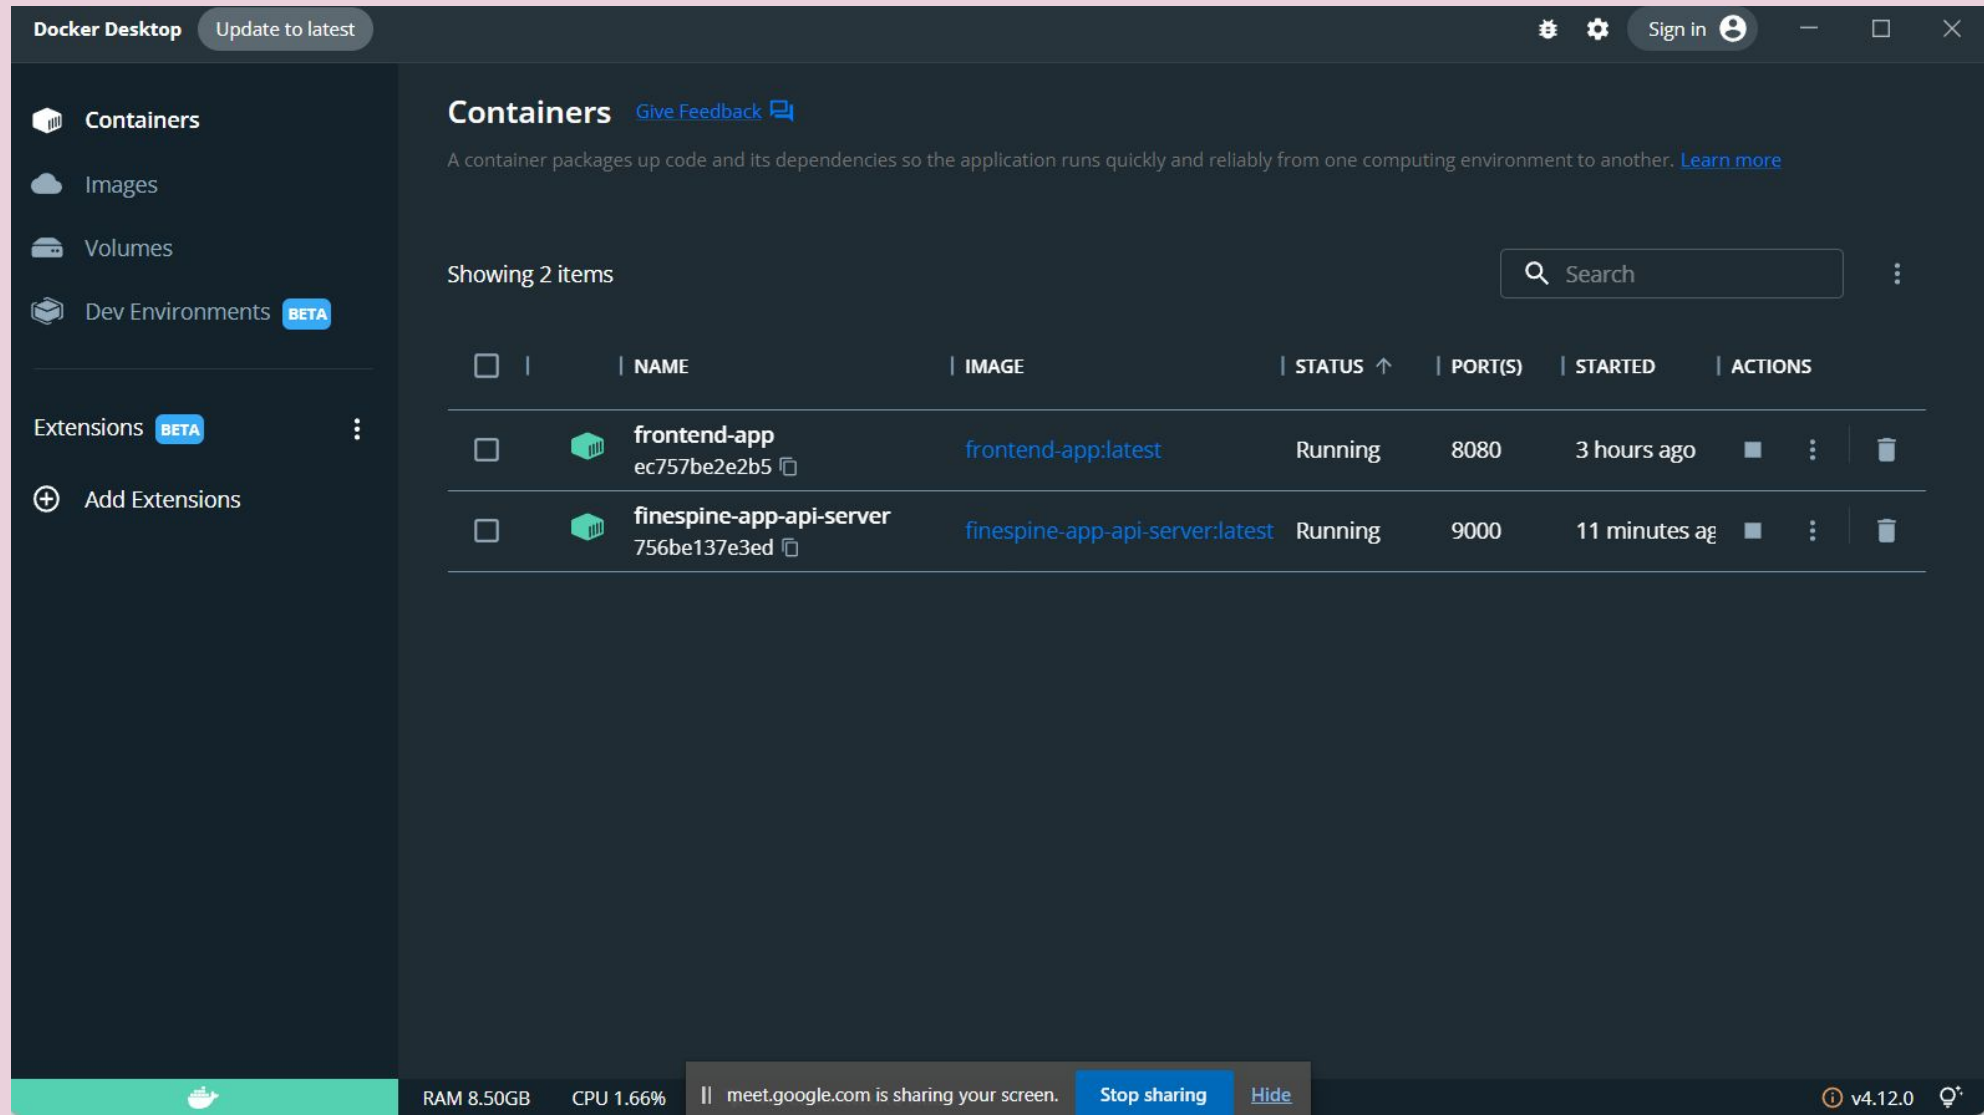 Docker Desktop Update to latest Sign in
Containers
Images
Volumes
Dev Environments BETA
Extensions BETA
Add Extensions
Containers Give Feedback
A container packages up code and its dependencies so the application runs quickly and reliably from one computing environment to another. Learn more
Showing 2 items Search
NAME IMAGE STATUS PORT(S) STARTED ACTIONS
frontend-app
ec757be2e2b5 frontend-app:latest Running 8080 3 hours ago
finespine-app-api-server
756be137e3ed finespine-app-api-server:latest Running 9000 11 minutes ag
RAM 8.50GB CPU 1.66% || meet.google.com is sharing your screen. Stop sharing Hide v4.12.0